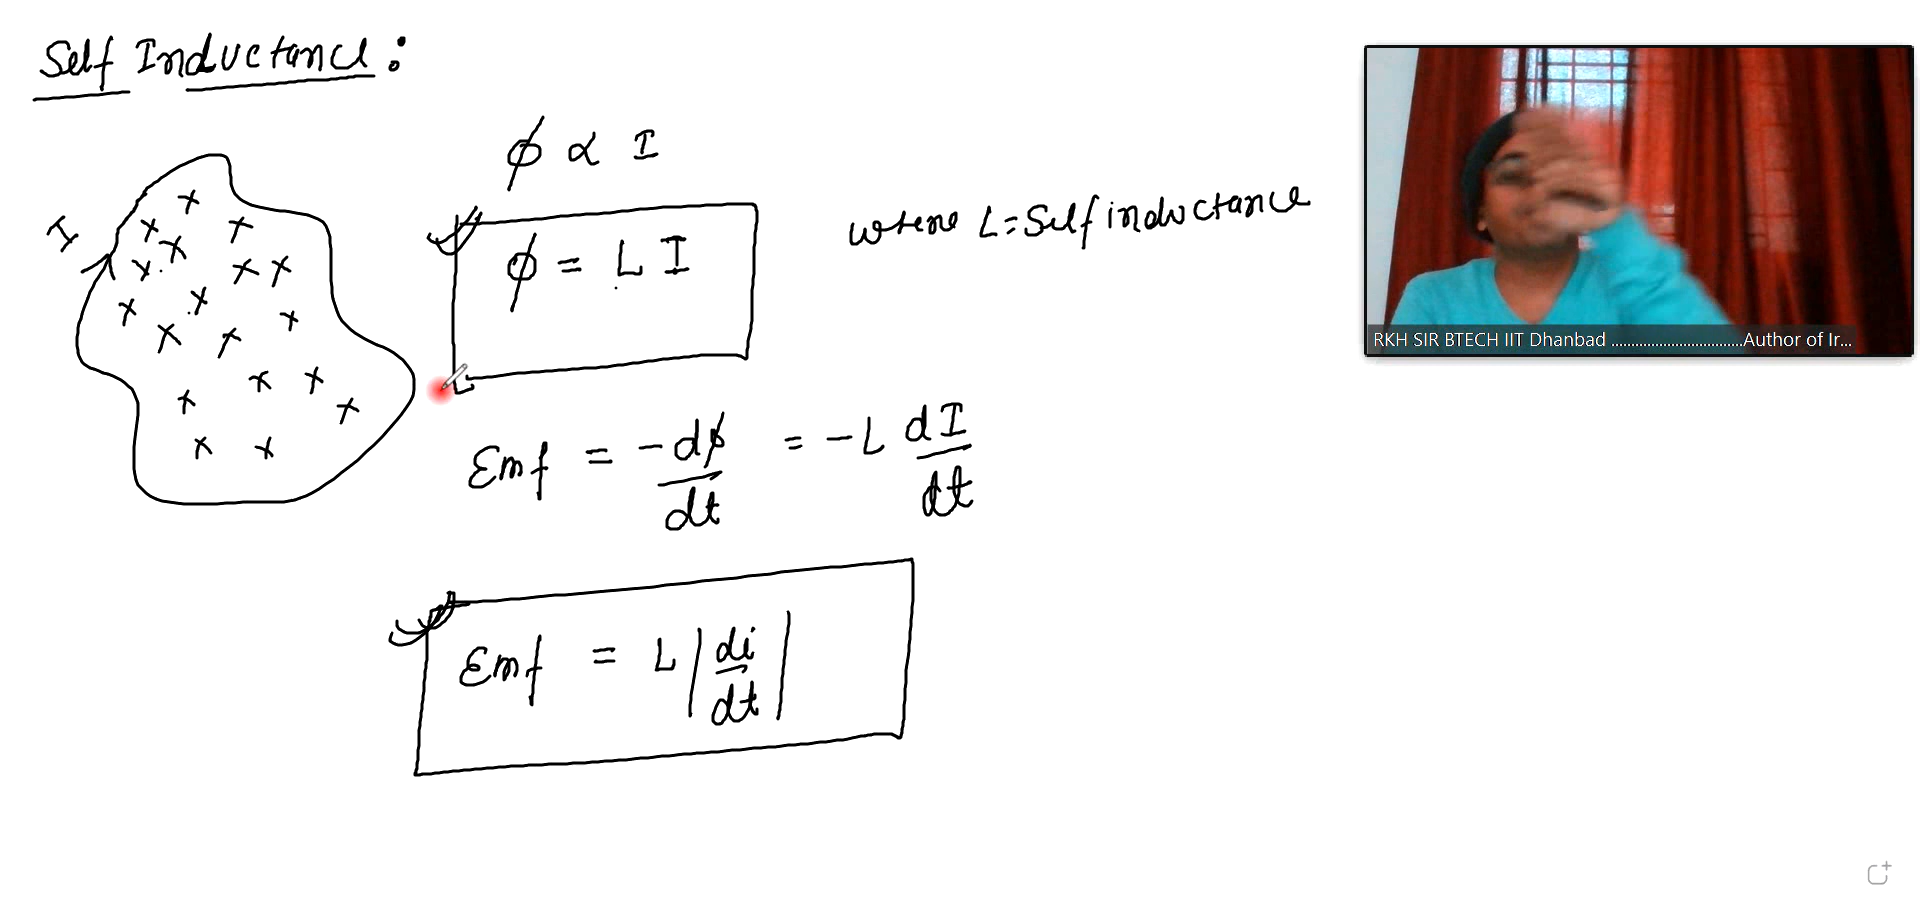 Self Inductance :
I
ϕ ∝ I
ϕ = L I
where L = Self inductance
Emf = -dϕ/dt = -L dI/dt
Emf = L |di/dt|
RKH SIR BTECH IIT Dhanbad ..................................Author of Ir...